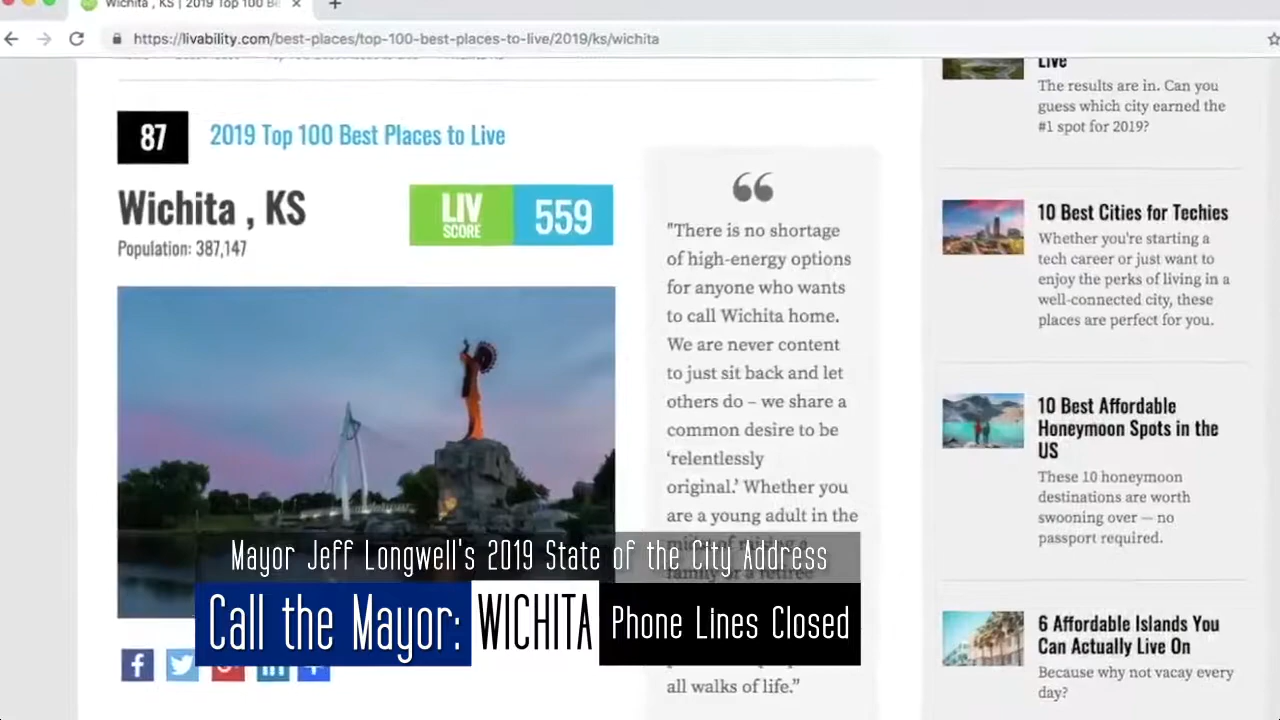 Wichita , KS | 2019 Top 100 Be
https://livability.com/best-places/top-100-best-places-to-live/2019/ks/wichita
87
2019 Top 100 Best Places to Live
Wichita , KS
Population: 387,147
LIV
SCORE
559
"There is no shortage
of high-energy options
for anyone who wants
to call Wichita home.
We are never content
to just sit back and let
others do – we share a
common desire to be
‘relentlessly
original.’ Whether you
are a young adult in the
family or a retiree
all walks of life.”
Live
The results are in. Can you
guess which city earned the
#1 spot for 2019?
10 Best Cities for Techies
Whether you're starting a
tech career or just want to
enjoy the perks of living in a
well-connected city, these
places are perfect for you.
10 Best Affordable
Honeymoon Spots in the
US
These 10 honeymoon
destinations are worth
swooning over — no
passport required.
6 Affordable Islands You
Can Actually Live On
Because why not vacay every
day?
Mayor Jeff Longwell's 2019 State of the City Address
Call the Mayor: WICHITA Phone Lines Closed